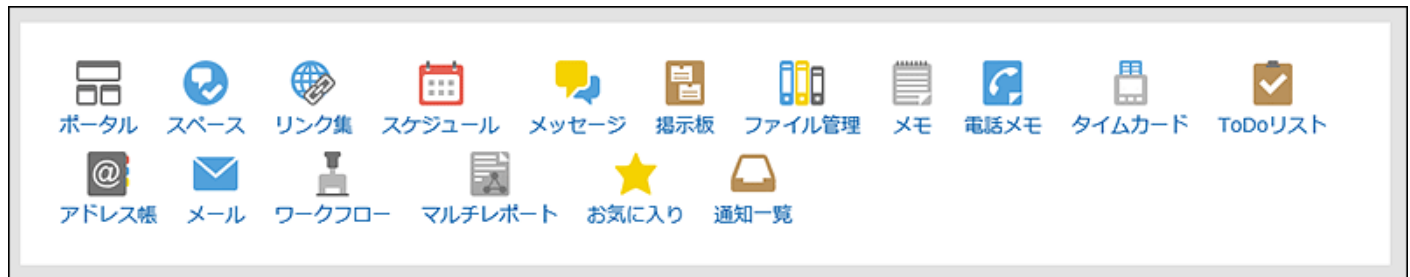 ポータル スペース リンク集 スケジュール メッセージ 掲示板 ファイル管理 メモ 電話メモ タイムカード ToDoリスト
アドレス帳 メール ワークフロー マルチレポート お気に入り 通知一覧